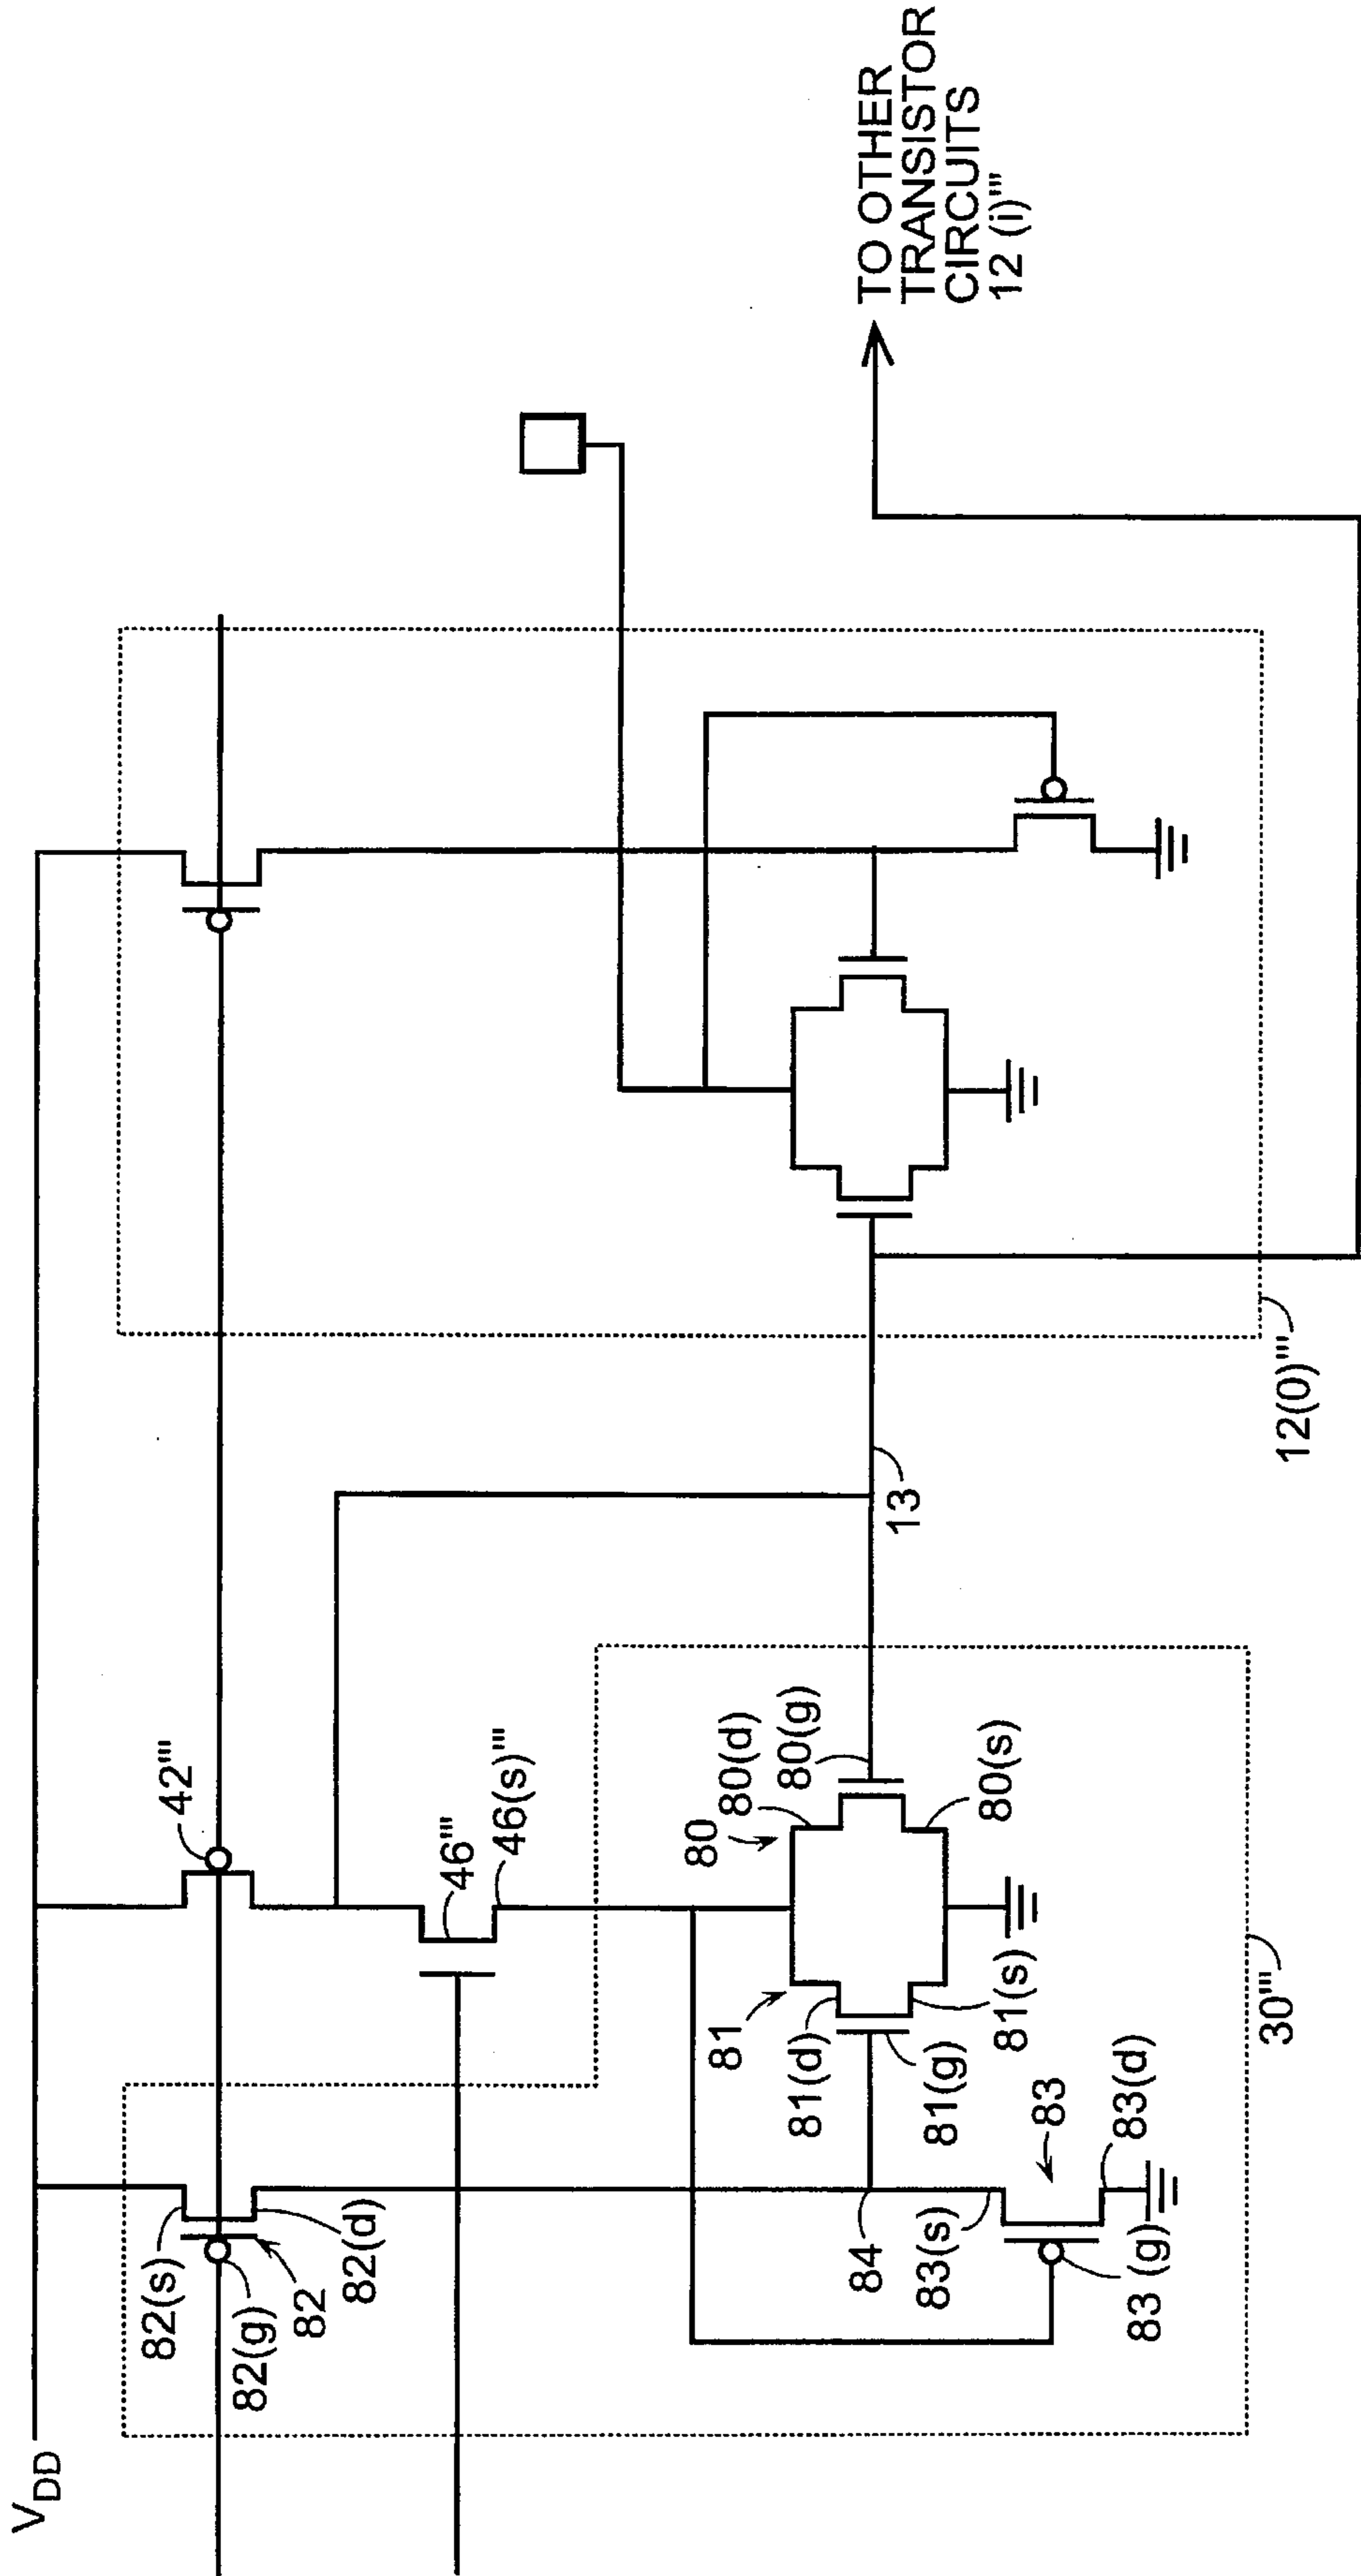 V_DD
82(s)
82(g)
82
82(d)
42'''
46'''
46(s)'''
84
83(s)
83
83 (g)
83(d)
81
81(d)
81(g)
81(s)
80
80(d)
80(g)
80(s)
30'''
13
12(0)'''
TO OTHER
TRANSISTOR
CIRCUITS
12 (i)'''